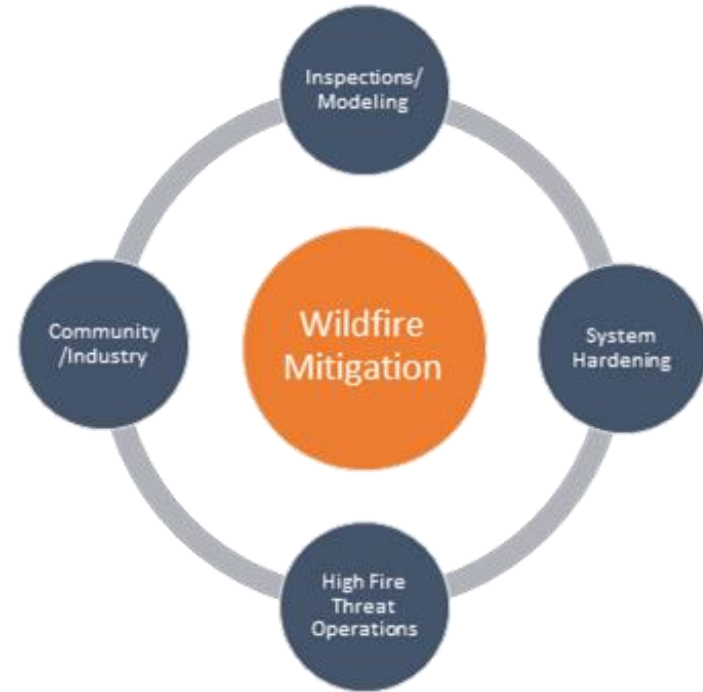 Inspections/
Modeling
Community
/Industry
Wildfire
Mitigation
System
Hardening
High Fire
Threat
Operations